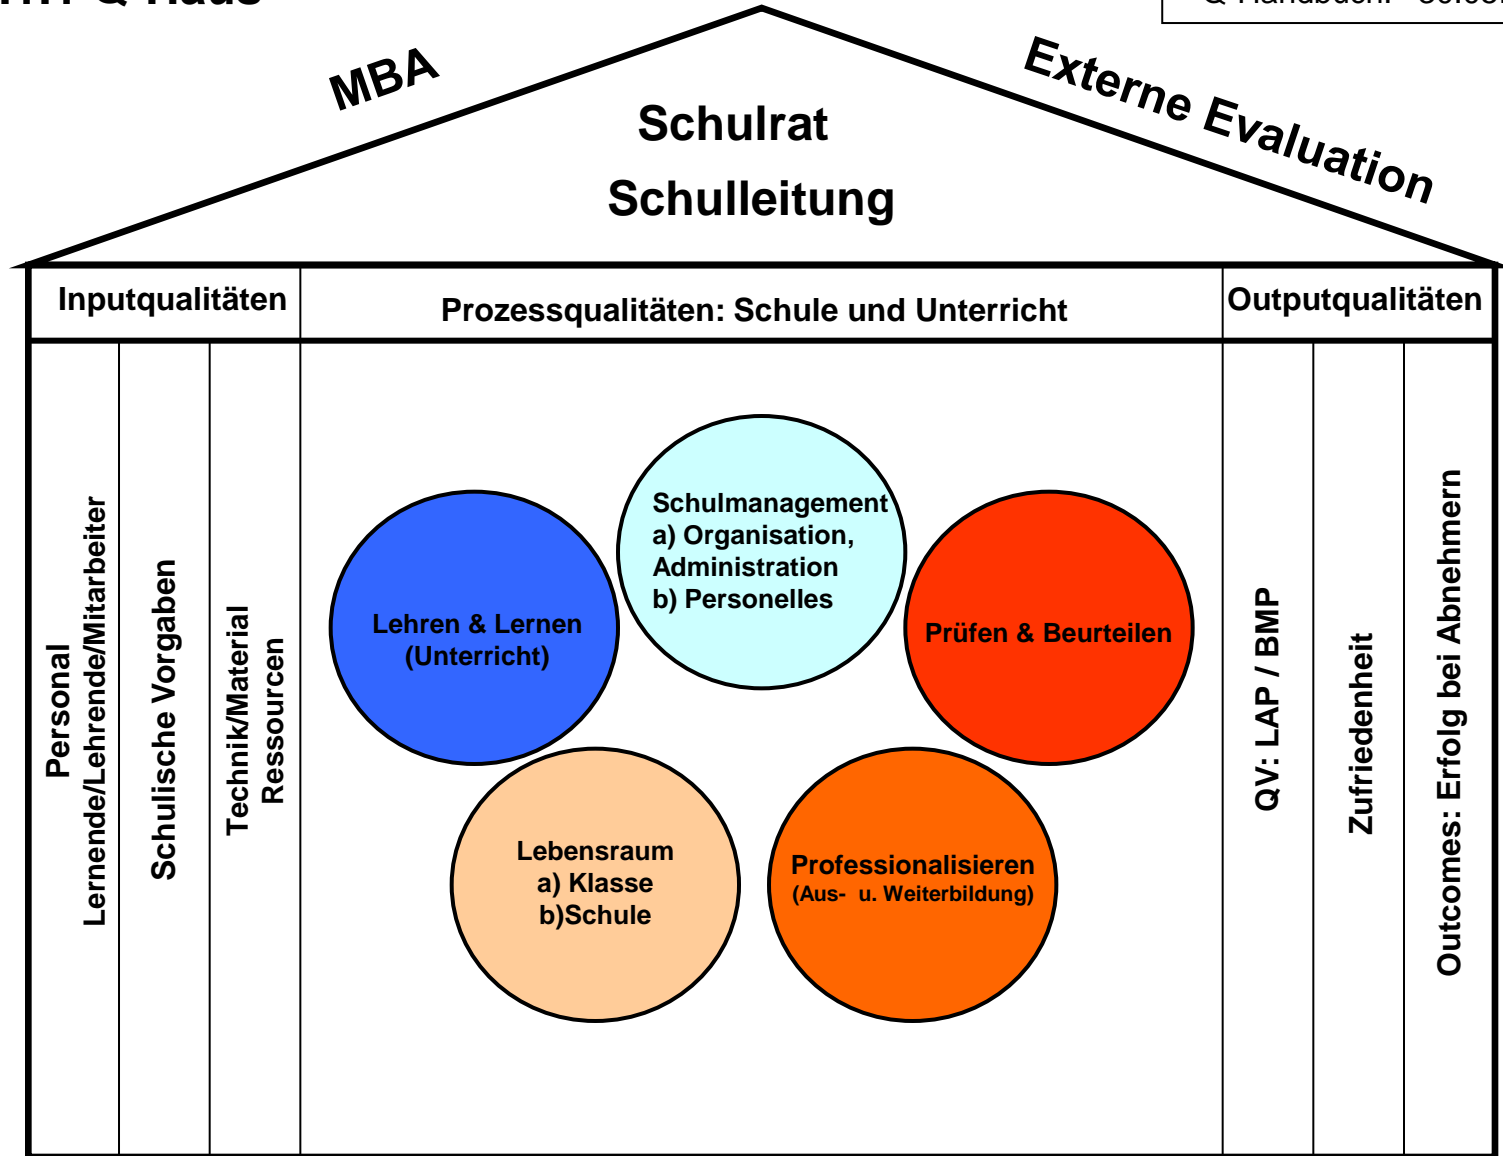 Q-Haus
Q-Handbuch:
MBA
Externe Evaluation
Schulrat
Schulleitung
Inputqualitäten
Prozessqualitäten: Schule und Unterricht
Outputqualitäten
Personal
Lernende/Lehrende/Mitarbeiter
Schulische Vorgaben
Technik/Material
Ressourcen
Schulmanagement
a) Organisation,
Administration
b) Personelles
Lehren & Lernen
(Unterricht)
Prüfen & Beurteilen
Lebensraum
a) Klasse
b)Schule
Professionalisieren
(Aus- u. Weiterbildung)
QV: LAP / BMP
Zufriedenheit
Outcomes: Erfolg bei Abnehmern